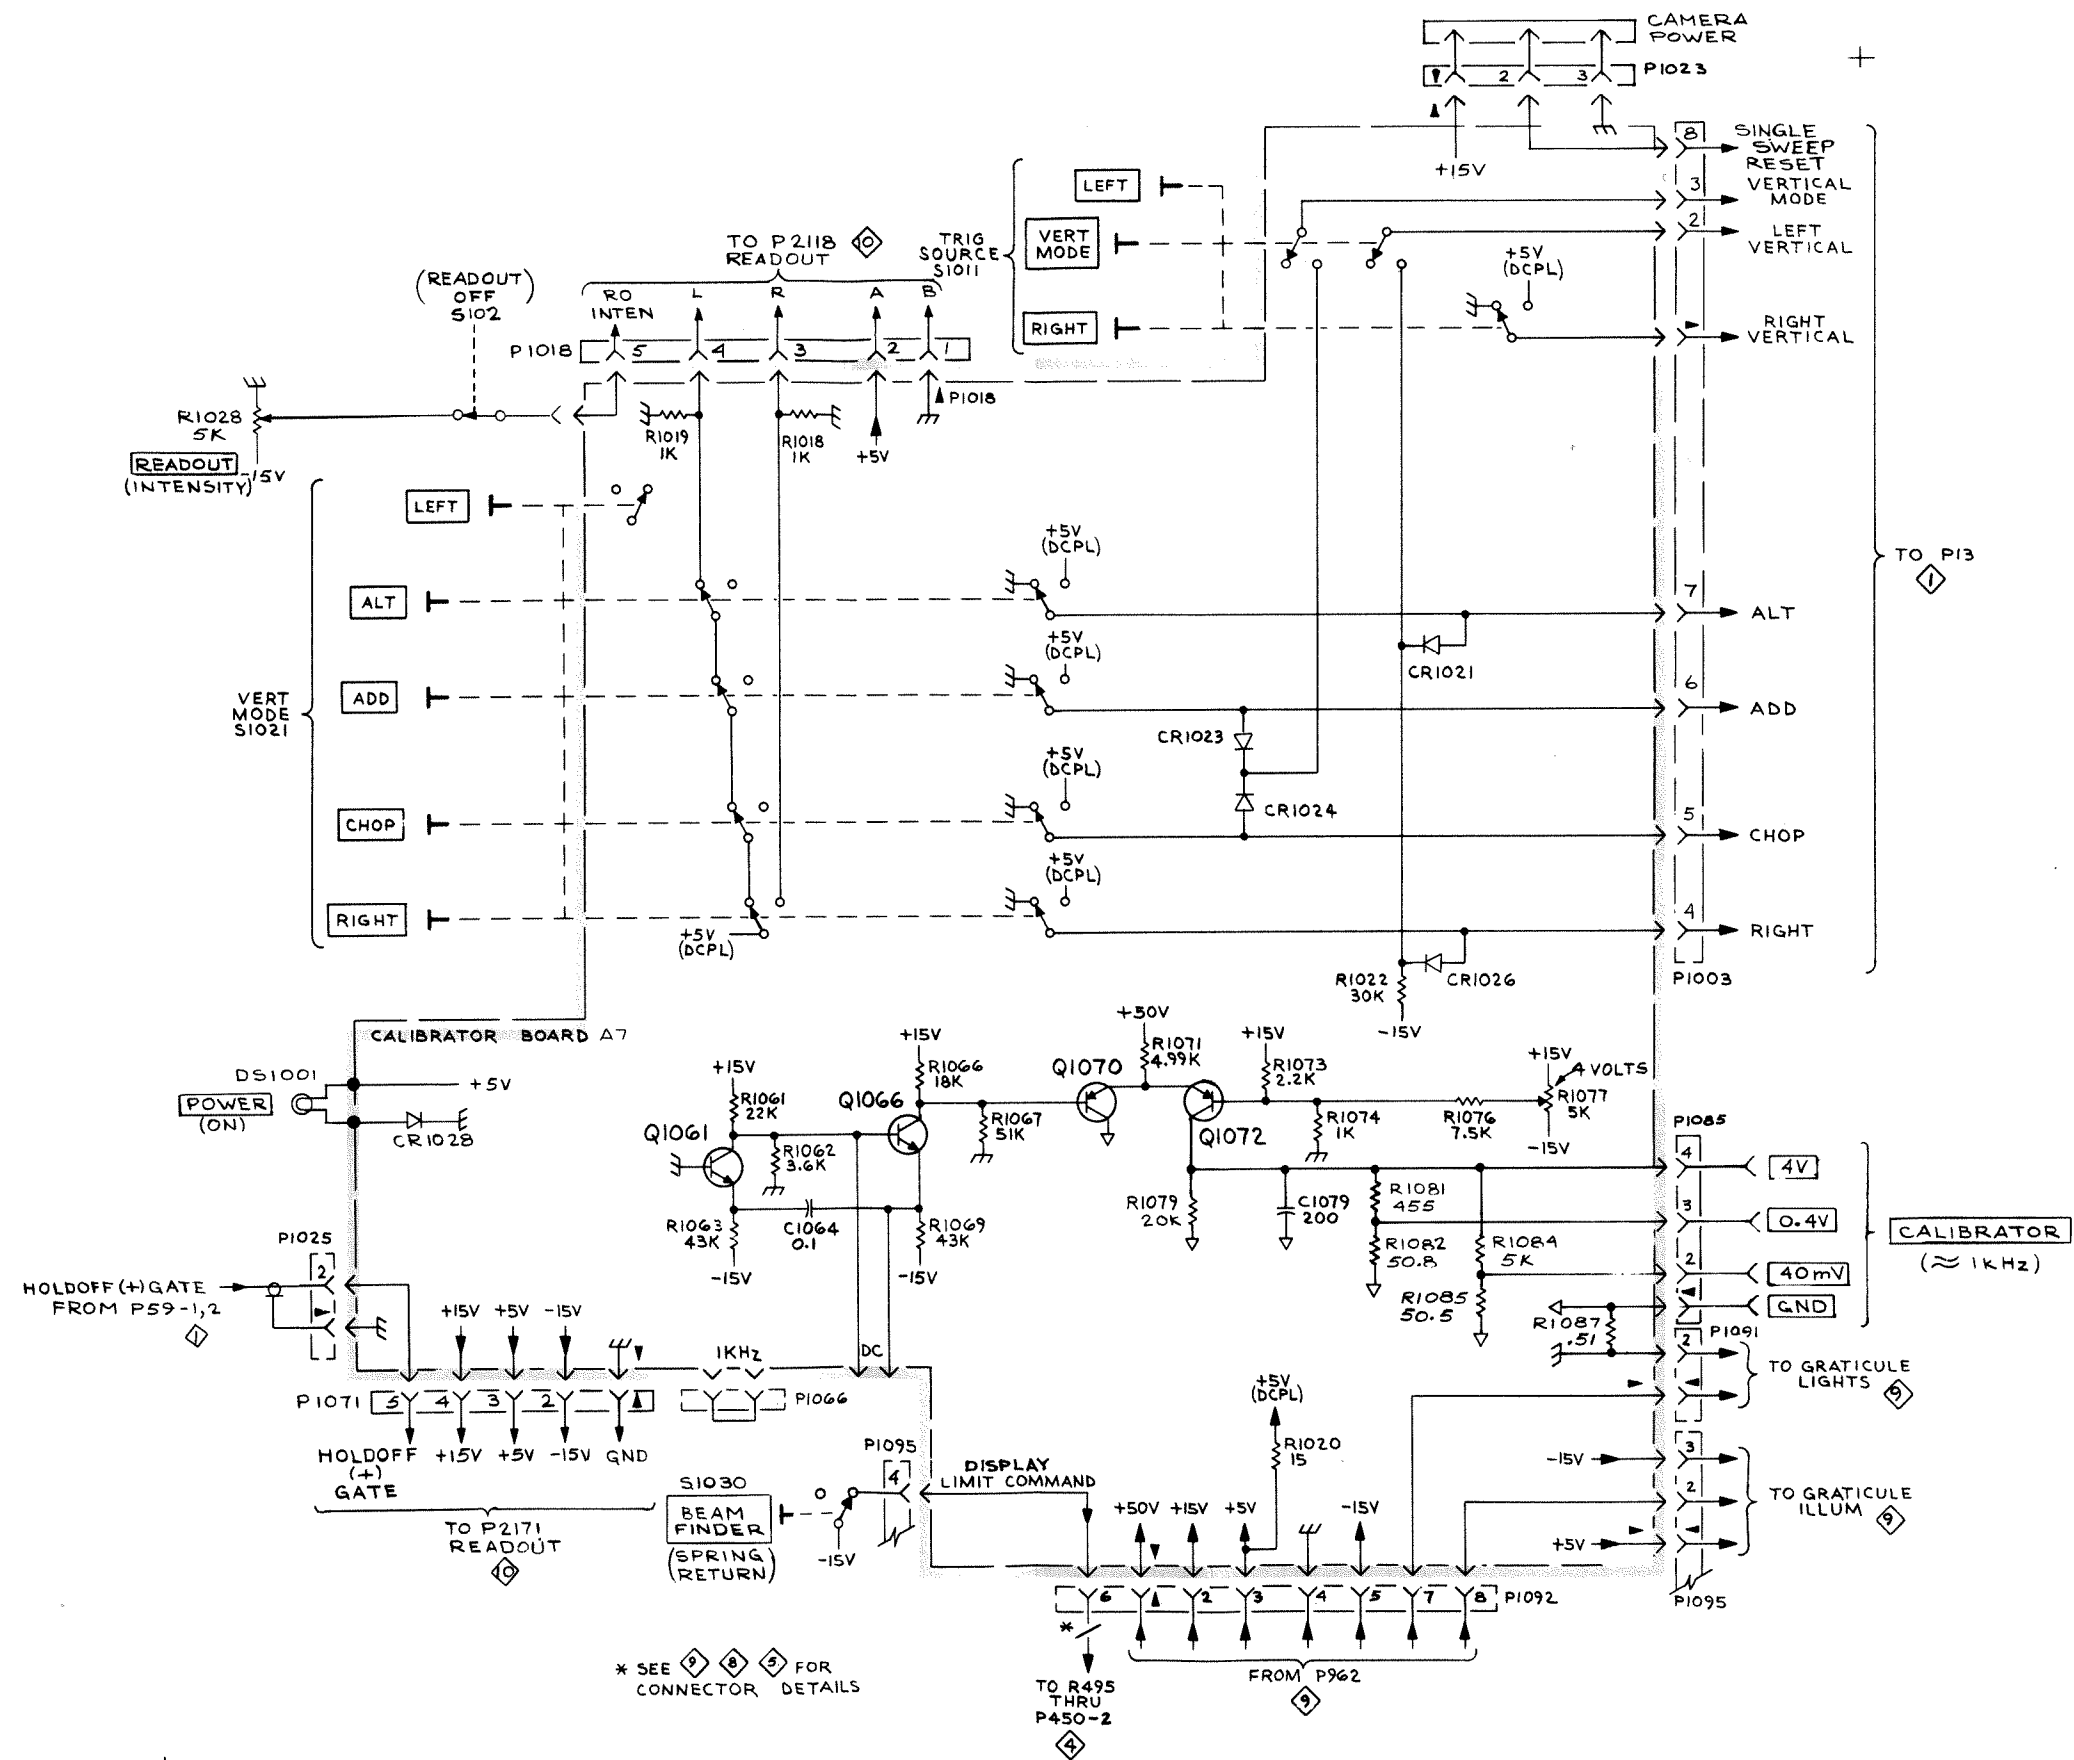 CAMERA
POWER
P1023
2
3
+15V
8
SINGLE
SWEEP
RESET
3
VERTICAL
MODE
2
LEFT
VERTICAL
RIGHT
VERTICAL
TRIG
SOURCE
S1011
LEFT
VERT
MODE
RIGHT
+5V
(DCPL)
TO P2118
READOUT
10
RO
INTEN
L
R
A
B
P1018
5
4
3
2
1
P1018
(READOUT)
OFF
S102
R1028
5K
READOUT
(INTENSITY)
-15V
R1019
1K
R1018
1K
+5V
VERT
MODE
S1021
LEFT
ALT
ADD
CHOP
RIGHT
+5V
(DCPL)
+5V
(DCPL)
+5V
(DCPL)
+5V
(DCPL)
+5V
(DCPL)
CR1021
CR1023
CR1024
CR1026
R1022
30K
-15V
7
ALT
6
ADD
5
CHOP
4
RIGHT
P1003
TO P13
1
CALIBRATOR BOARD A7
DS1001
POWER
(ON)
+5V
CR1028
+15V
R1061
22K
Q1061
R1062
3.6K
R1063
43K
-15V
C1064
0.1
+15V
R1066
18K
Q1066
R1067
51K
R1069
43K
-15V
+50V
R1071
4.99K
Q1070
Q1072
+15V
R1073
2.2K
R1074
1K
R1076
7.5K
+15V
4 VOLTS
R1077
5K
-15V
R1079
20K
C1079
200
R1081
455
R1082
50.8
R1084
5K
R1085
50.5
R1087
.51
P1085
4
4V
3
0.4V
2
40mV
GND
CALIBRATOR
(≈ 1KHz)
P1091
2
TO GRATICULE
LIGHTS
9
-15V
3
2
+5V
TO GRATICULE
ILLUM
9
P1095
P1025
2
HOLDOFF(+)GATE
FROM P59-1,2
1
+15V
+5V
-15V
P1071
5
4
3
2
HOLDOFF
(+)
GATE
+15V
+5V
-15V
GND
TO P2171
READOUT
10
1KHz
DC
P1066
P1095
4
S1030
BEAM
FINDER
(SPRING
RETURN)
-15V
DISPLAY
LIMIT COMMAND
+5V
(DCPL)
R1020
15
+50V
+15V
+5V
-15V
6
2
3
4
5
7
8
P1092
*
FROM P962
9
TO R495
THRU
P450-2
4
* SEE 9 8 5 FOR
CONNECTOR DETAILS